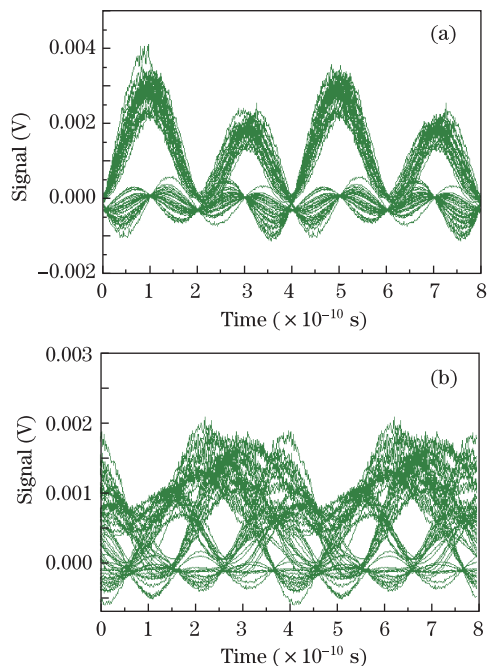 (a)
0.004
0.002
0.000
−0.002
Signal (V)
0 1 2 3 4 5 6 7 8
Time (×10⁻¹⁰ s)
(b)
0.003
0.002
0.001
0.000
Signal (V)
0 1 2 3 4 5 6 7 8
Time (×10⁻¹⁰ s)